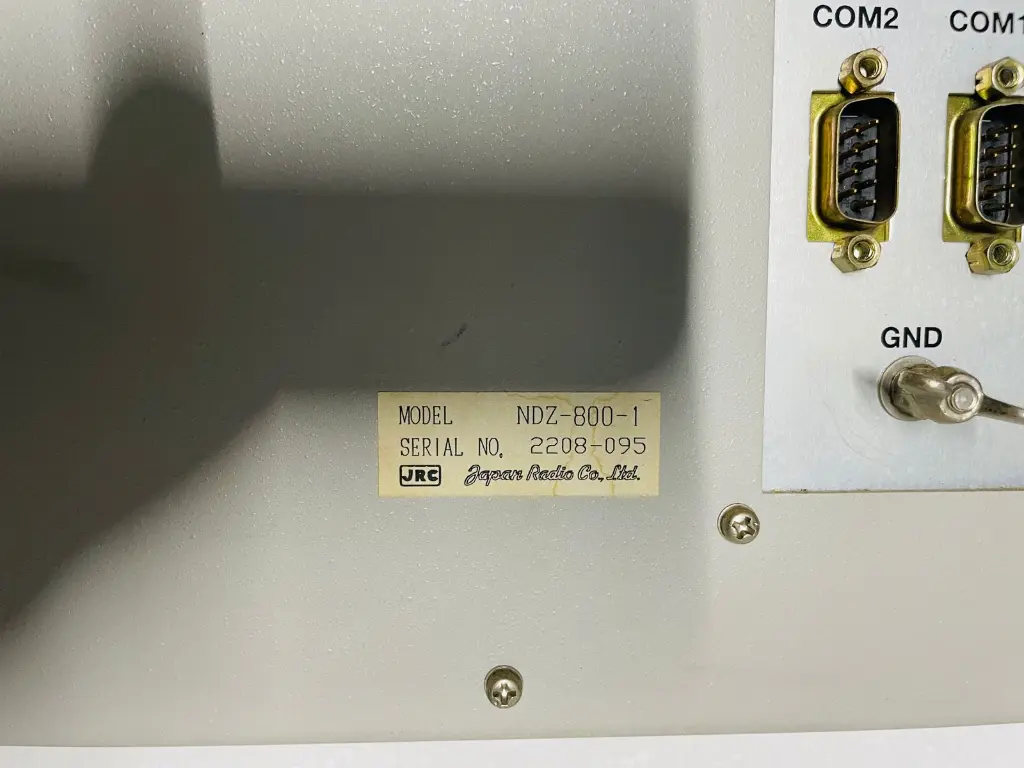 COM2 COM1
GND
MODEL NDZ-800-1
SERIAL NO. 2208-095
JRC Japan Radio Co., Ltd.